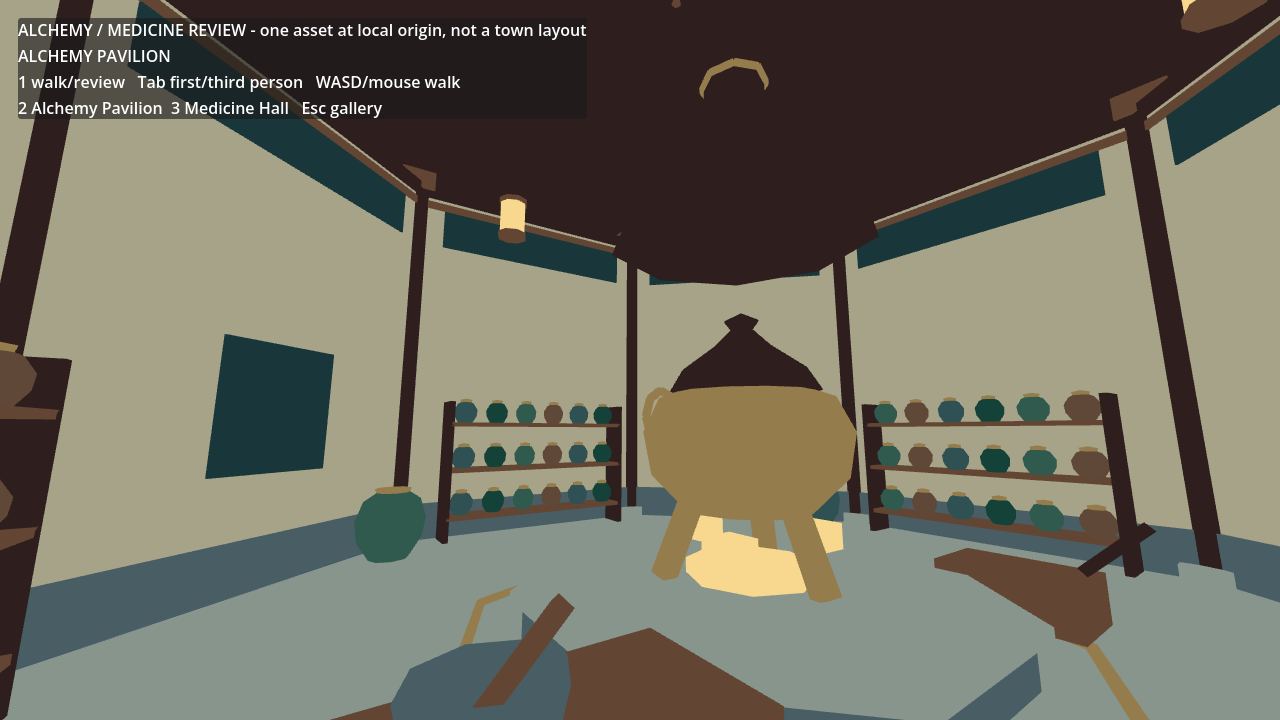 ALCHEMY / MEDICINE REVIEW - one asset at local origin, not a town layout
ALCHEMY PAVILION
1 walk/review   Tab first/third person   WASD/mouse walk
2 Alchemy Pavilion  3 Medicine Hall   Esc gallery